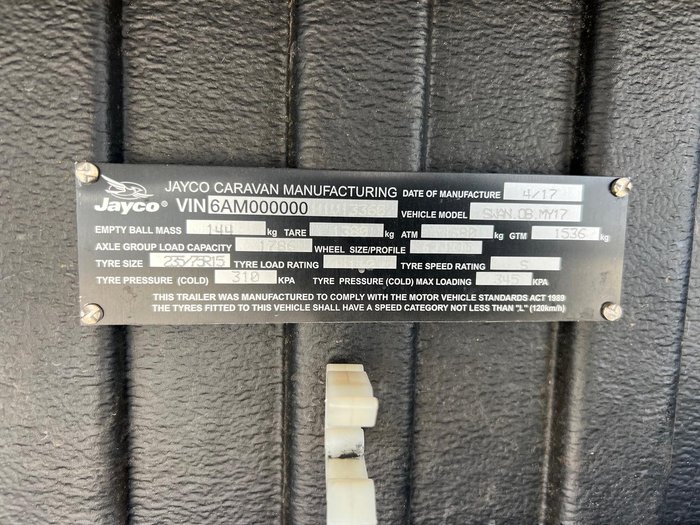 Jayco®
JAYCO CARAVAN MANUFACTURING DATE OF MANUFACTURE 4/17
VIN 6AM000000 VEHICLE MODEL SWAN.OB.MY17
EMPTY BALL MASS 144 kg TARE kg ATM kg GTM 1536 kg
AXLE GROUP LOAD CAPACITY WHEEL SIZE/PROFILE
TYRE SIZE 235/75R15 TYRE LOAD RATING TYRE SPEED RATING S
TYRE PRESSURE (COLD) 310 KPA TYRE PRESSURE (COLD) MAX LOADING 345 KPA
THIS TRAILER WAS MANUFACTURED TO COMPLY WITH THE MOTOR VEHICLE STANDARDS ACT 1989
THE TYRES FITTED TO THIS VEHICLE SHALL HAVE A SPEED CATEGORY NOT LESS THAN "L" (120km/h)